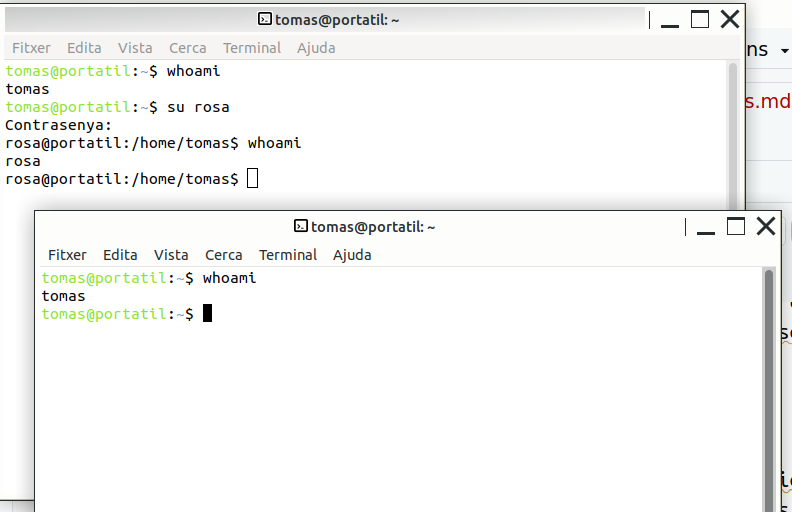 tomas@portatil: ~
Fitxer Edita Vista Cerca Terminal Ajuda
tomas@portatil:~$ whoami
tomas
tomas@portatil:~$ su rosa
Contrasenya:
rosa@portatil:/home/tomas$ whoami
rosa
rosa@portatil:/home/tomas$
ns
s.md
tomas@portatil: ~
Fitxer Edita Vista Cerca Terminal Ajuda
tomas@portatil:~$ whoami
tomas
tomas@portatil:~$